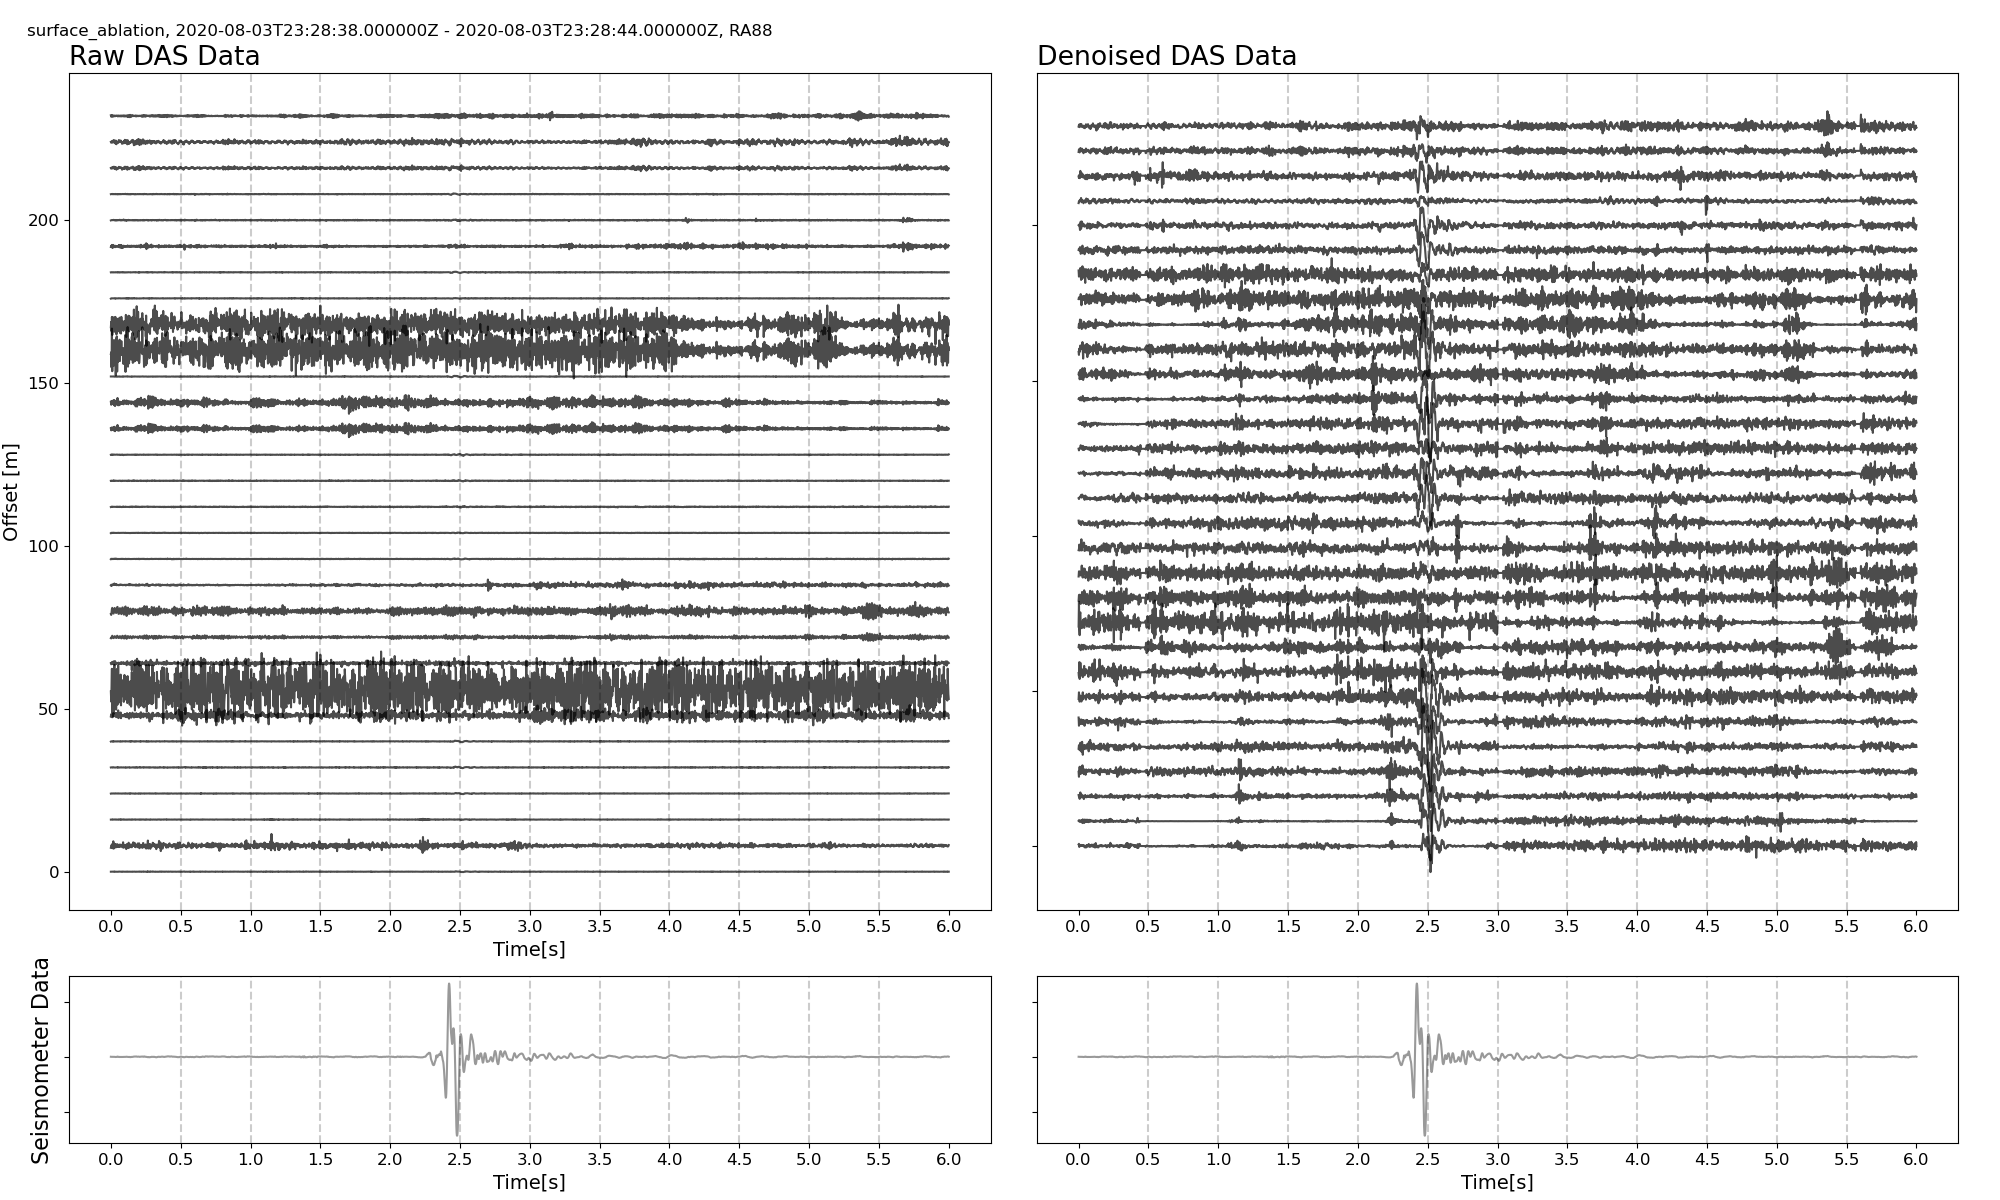 surface_ablation, 2020-08-03T23:28:38.000000Z - 2020-08-03T23:28:44.000000Z, RA88
Raw DAS Data
Denoised DAS Data
Offset [m]
200
150
100
50
0
0.0 0.5 1.0 1.5 2.0 2.5 3.0 3.5 4.0 4.5 5.0 5.5 6.0
Time[s]
0.0 0.5 1.0 1.5 2.0 2.5 3.0 3.5 4.0 4.5 5.0 5.5 6.0
Seismometer Data
0.0 0.5 1.0 1.5 2.0 2.5 3.0 3.5 4.0 4.5 5.0 5.5 6.0
Time[s]
0.0 0.5 1.0 1.5 2.0 2.5 3.0 3.5 4.0 4.5 5.0 5.5 6.0
Time[s]